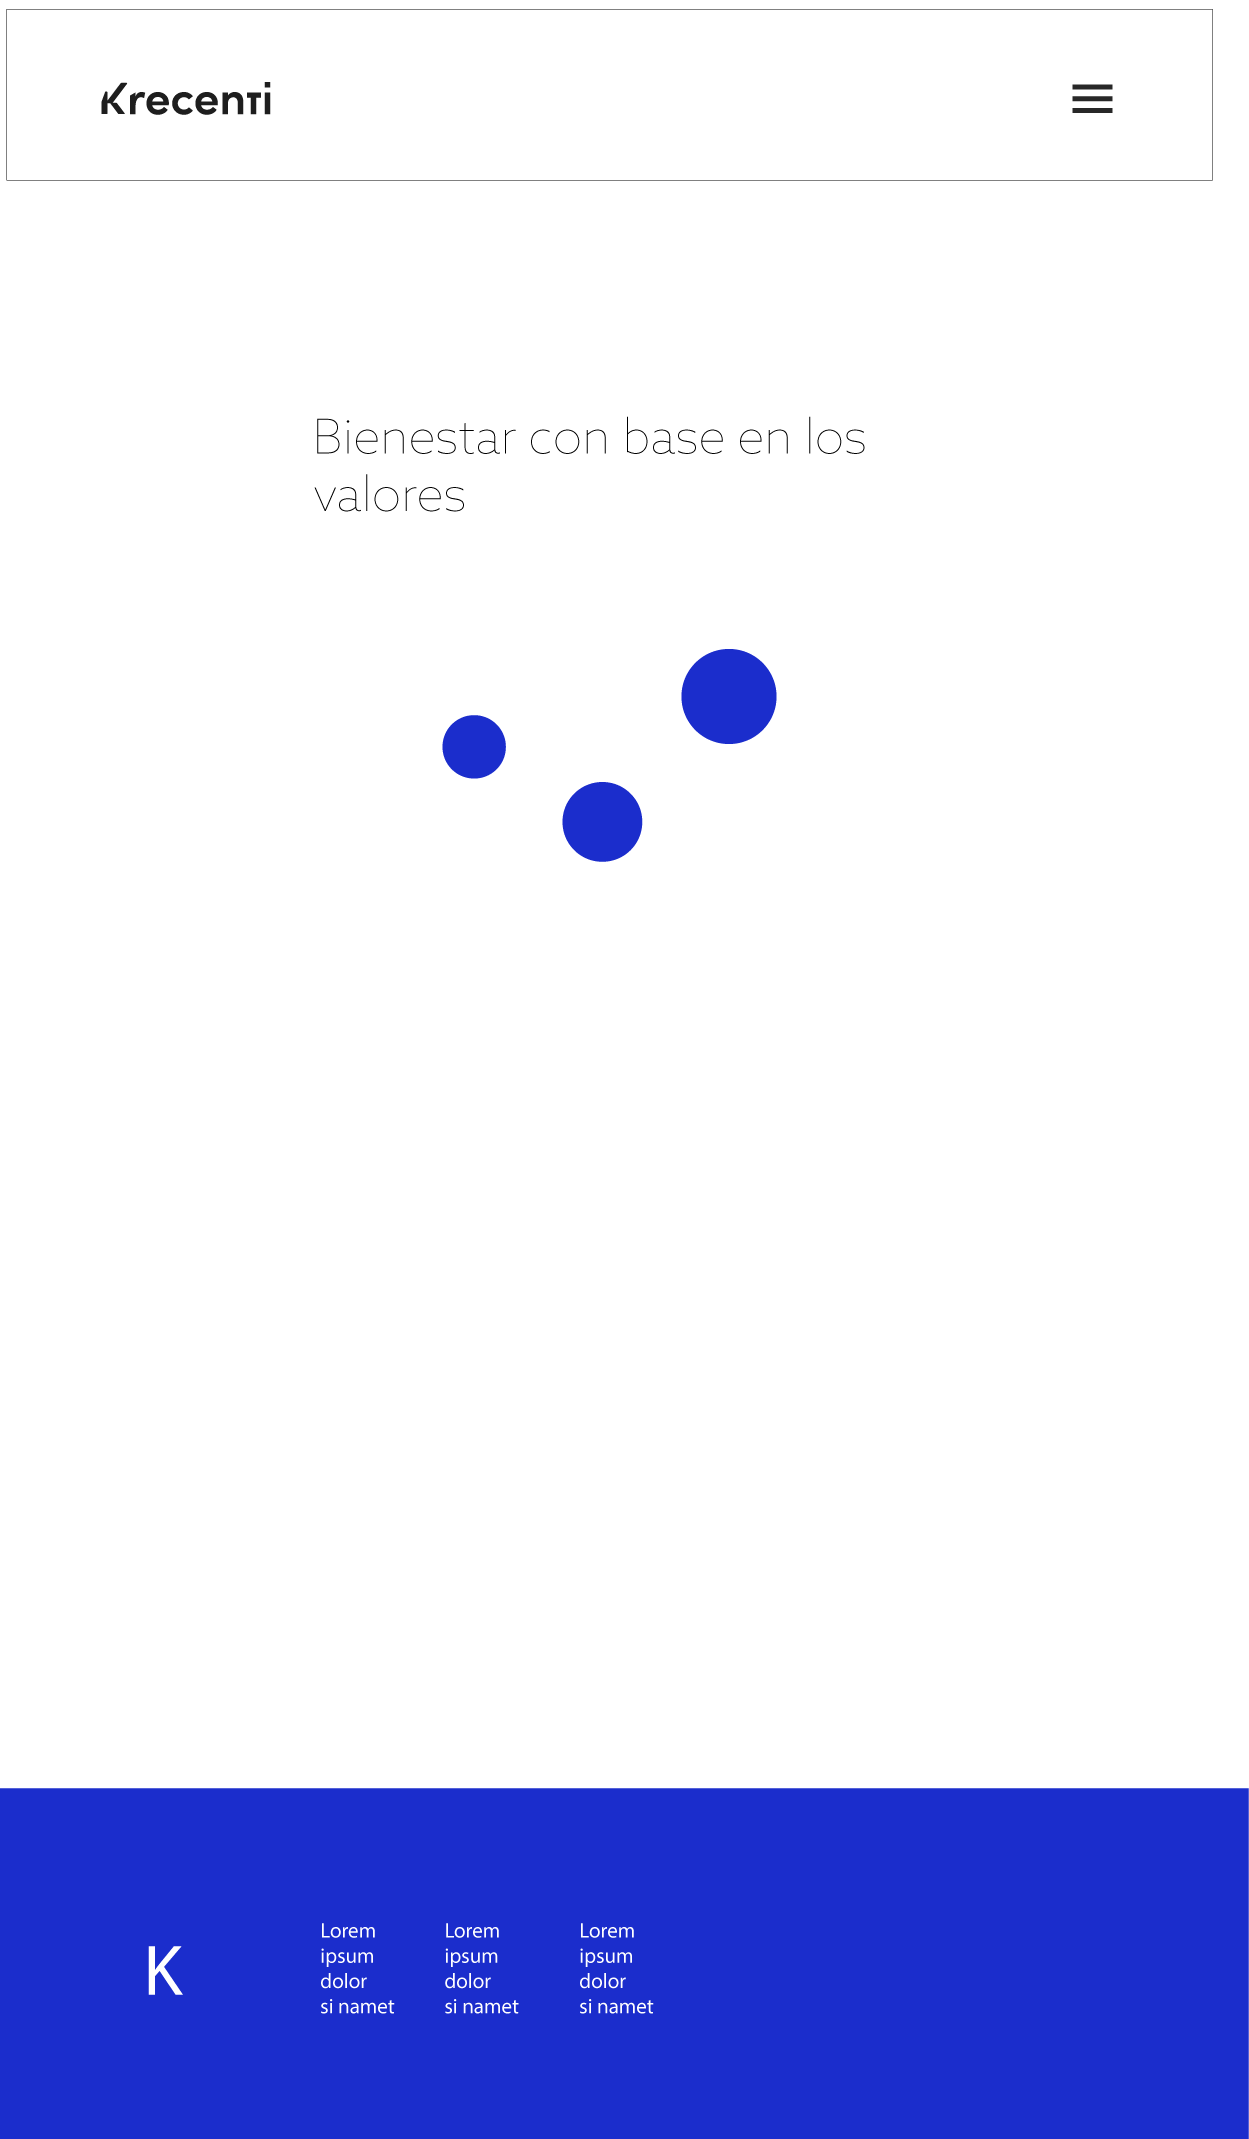 Krecenti
Bienestar con base en los
valores
K
Lorem
ipsum
dolor
si namet
Lorem
ipsum
dolor
si namet
Lorem
ipsum
dolor
si namet